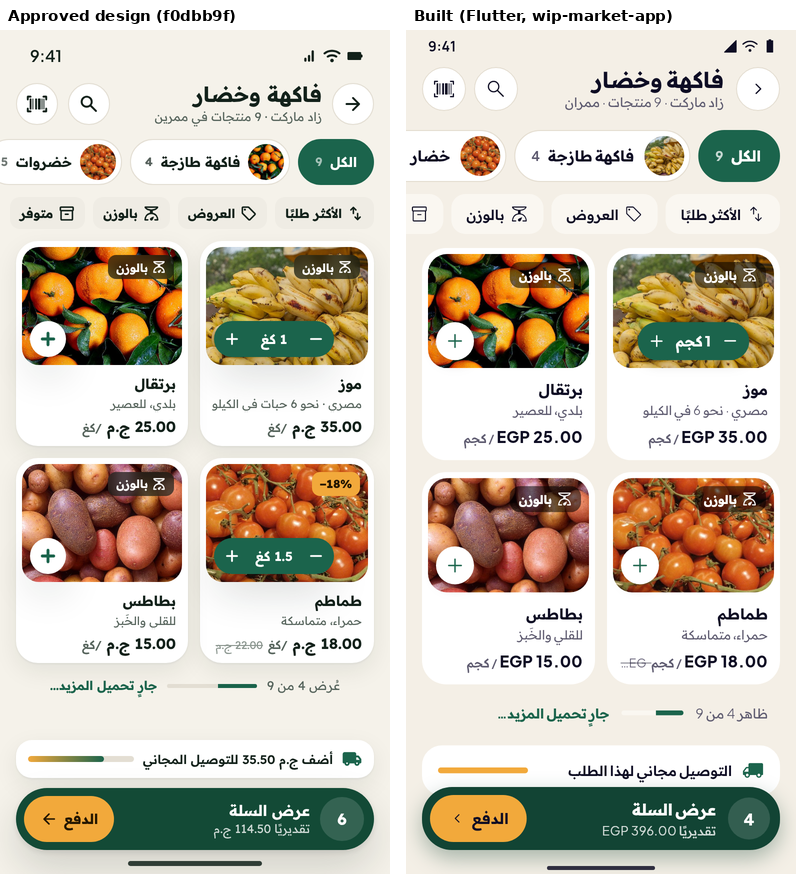 Approved design (f0dbb9f)
9:41
فاكهة وخضار
زاد ماركت · 9 منتجات في ممرين
الكل 9
فاكهة طازجة 4
خضروات 5
الأكثر طلبًا
العروض
بالوزن
متوفر
بالوزن
1 كغ
موز
مصري · نحو 6 حبات في الكيلو
35.00 ج.م /كغ
بالوزن
برتقال
بلدي، للعصير
25.00 ج.م /كغ
−18%
1.5 كغ
طماطم
حمراء، متماسكة
18.00 ج.م /كغ 22.00 ج.م
بالوزن
بطاطس
للقلي والخَبز
15.00 ج.م /كغ
عُرض 4 من 9
جارٍ تحميل المزيد...
أضف ج.م 35.50 للتوصيل المجاني
6
عرض السلة
تقديريًا 114.50 ج.م
الدفع
Built (Flutter, wip-market-app)
9:41
فاكهة وخضار
زاد ماركت · 9 منتجات · ممران
الكل 9
فاكهة طازجة 4
خضار
الأكثر طلبًا
العروض
بالوزن
بالوزن
1 كجم
موز
مصري · نحو 6 في الكيلو
EGP 35.00 / كجم
بالوزن
برتقال
بلدي، للعصير
EGP 25.00 / كجم
بالوزن
طماطم
حمراء، متماسكة
EGP 18.00 / كجم EG...
بالوزن
بطاطس
للقلي والخَبز
EGP 15.00 / كجم
ظاهر 4 من 9
جارٍ تحميل المزيد...
التوصيل مجاني لهذا الطلب
4
عرض السلة
تقديريًا EGP 396.00
الدفع